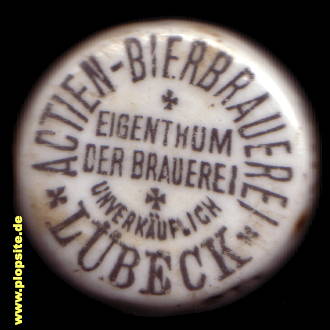 ACTIEN-BIERBRAUEREI
EIGENTHUM
DER BRAUEREI
UNVERKÄUFLICH
LÜBECK
www.plopsite.de